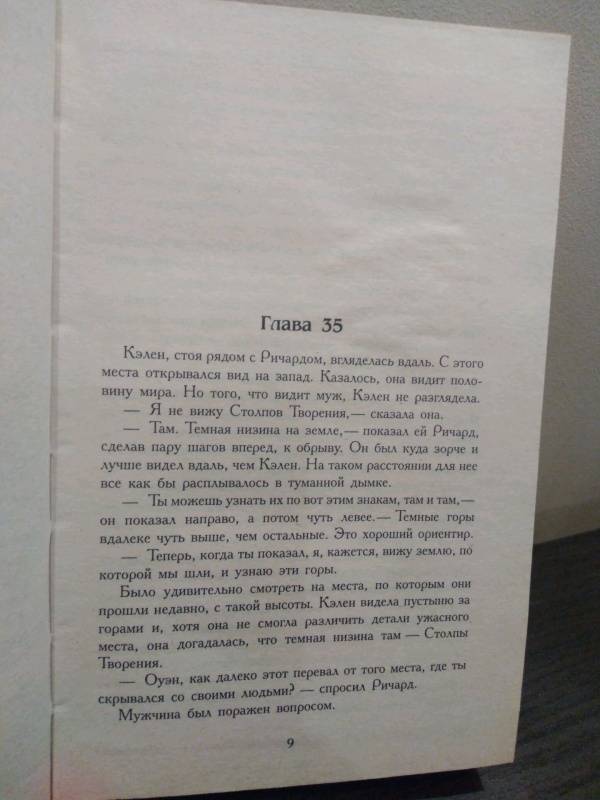 Глава 35
Кэлен, стоя рядом с Ричардом, вгляделась вдаль. С этого
места открывался вид на запад. Казалось, она видит поло-
вину мира. Но того, что видит муж, Кэлен не разглядела.
— Я не вижу Столпов Творения,— сказала она.
— Там. Темная низина на земле,— показал ей Ричард,
сделав пару шагов вперед, к обрыву. Он был куда зорче и
лучше видел вдаль, чем Кэлен. На таком расстоянии для нее
все как бы расплывалось в туманной дымке.
— Ты можешь узнать их по вот этим знакам, там и там,—
он показал направо, а потом чуть левее.— Темные горы
вдалеке чуть выше, чем остальные. Это хороший ориентир.
— Теперь, когда ты показал, я, кажется, вижу землю, по
которой мы шли, и узнаю эти горы.
Было удивительно смотреть на места, по которым они
прошли недавно, с такой высоты. Кэлен видела пустыню за
горами и, хотя она не смогла различить детали ужасного
места, она догадалась, что темная низина там — Столпы
Творения.
— Оуэн, как далеко этот перевал от того места, где ты
скрывался со своими людьми? — спросил Ричард.
Мужчина был поражен вопросом.
9